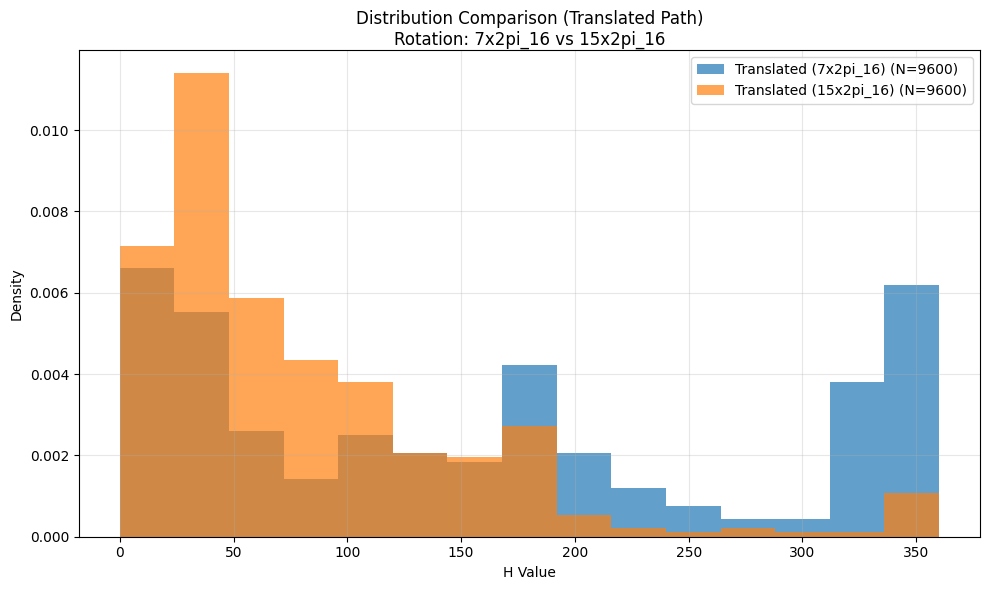 Distribution Comparison (Translated Path)
Rotation: 7x2pi_16 vs 15x2pi_16
Translated (7x2pi_16) (N=9600)
Translated (15x2pi_16) (N=9600)
0.010
0.008
0.006
0.004
0.002
0.000
Density
0 50 100 150 200 250 300 350
H Value